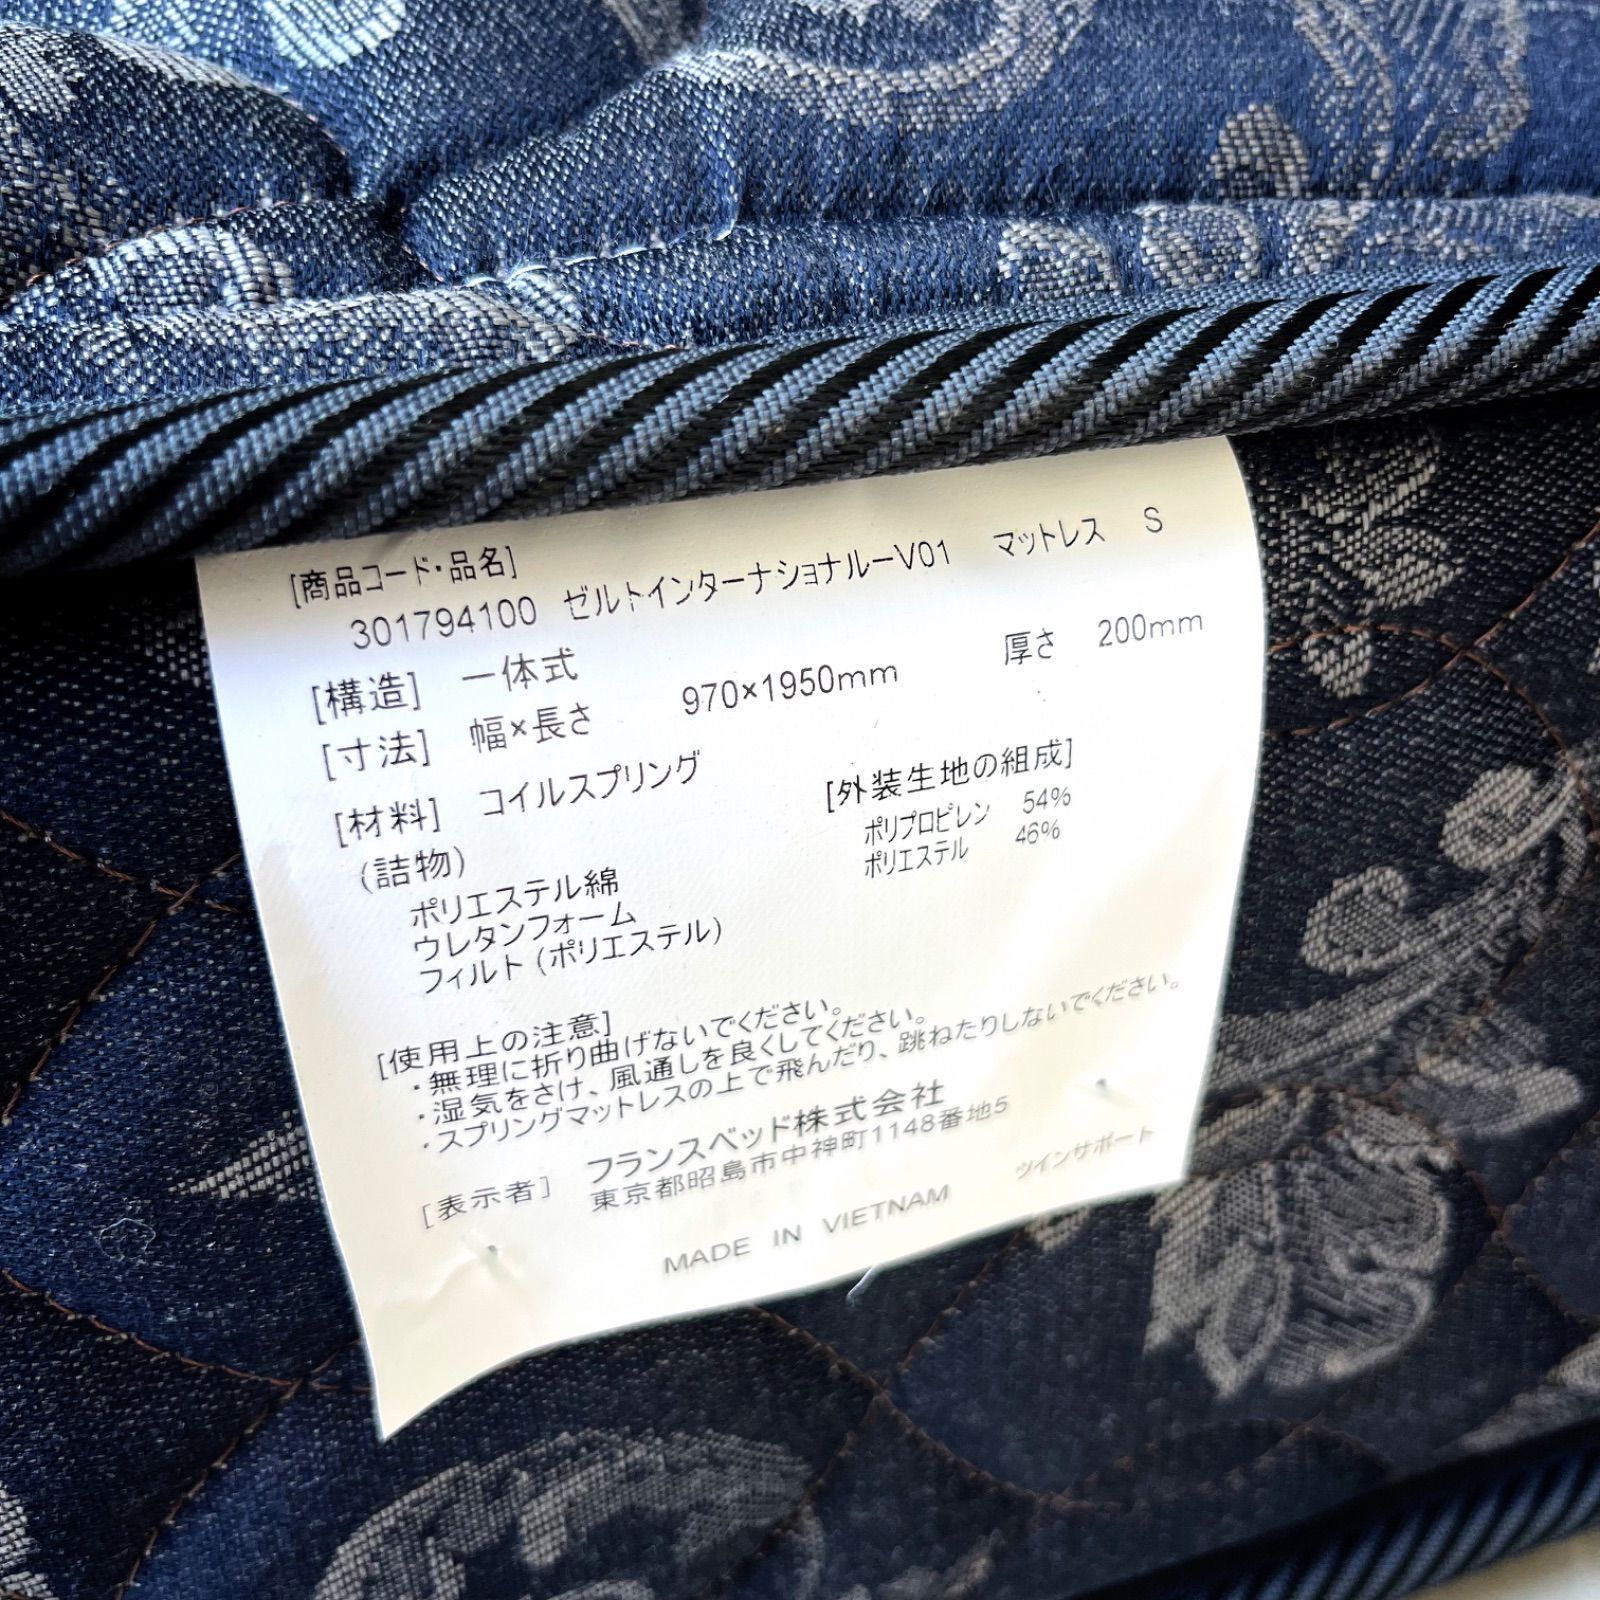 [商品コード・品名]
301794100 ゼルトインターナショナルーV01 マットレス S
[構造] 一体式
[寸法] 幅×長さ 970×1950mm 厚さ 200mm
[材料] コイルスプリング
(詰物)
ポリエステル綿
ウレタンフォーム
フィルト(ポリエステル)
[外装生地の組成]
ポリプロピレン 54%
ポリエステル 46%
[使用上の注意]
・無理に折り曲げないでください。
・湿気をさけ、風通しを良くしてください。
・スプリングマットレスの上で飛んだり、跳ねたりしないでください。
[表示者] フランスベッド株式会社
東京都昭島市中神町1148番地5
MADE IN VIETNAM ツインサポート